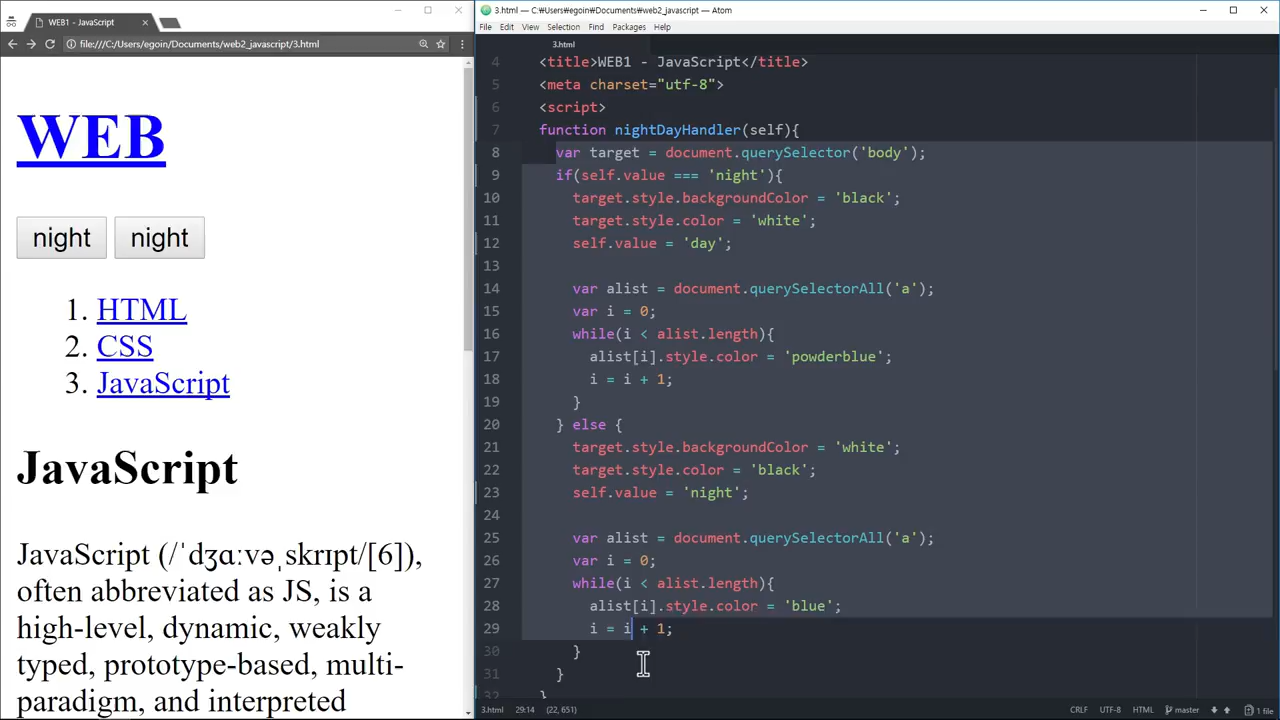 WEB1 - JavaScript
file:///C:/Users/egoin/Documents/web2_javascript/3.html
WEB
night night
1. HTML
2. CSS
3. JavaScript
JavaScript
JavaScript (/ˈdʒɑːvəˌskrɪpt/[6]),
often abbreviated as JS, is a
high-level, dynamic, weakly
typed, prototype-based, multi-
paradigm, and interpreted
3.html — C:₩Users₩egoin₩Documents₩web2_javascript — Atom
File Edit View Selection Find Packages Help
3.html
4 <title>WEB1 - JavaScript</title>
5 <meta charset="utf-8">
6 <script>
7 function nightDayHandler(self){
8 var target = document.querySelector('body');
9 if(self.value === 'night'){
10 target.style.backgroundColor = 'black';
11 target.style.color = 'white';
12 self.value = 'day';
13
14 var alist = document.querySelectorAll('a');
15 var i = 0;
16 while(i < alist.length){
17 alist[i].style.color = 'powderblue';
18 i = i + 1;
19 }
20 } else {
21 target.style.backgroundColor = 'white';
22 target.style.color = 'black';
23 self.value = 'night';
24
25 var alist = document.querySelectorAll('a');
26 var i = 0;
27 while(i < alist.length){
28 alist[i].style.color = 'blue';
29 i = i + 1;
30 }
31 }
32 }
3.html 29:14 (22, 651) CRLF UTF-8 HTML master 1 file